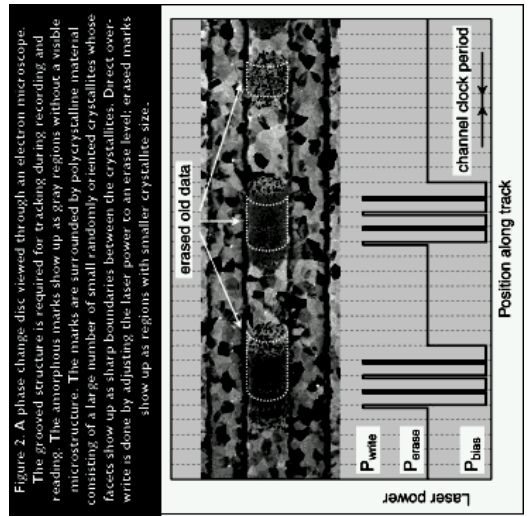 Figure 2. A phase change disc viewed through an electron microscope.
The grooved structure is required for tracking during recording and
reading. The amorphous marks show up as gray regions without a visible
microstructure. The marks are surrounded by polycrystalline material
consisting of a large number of small randomly oriented crystallites whose
facets show up as sharp boundaries between the crystallites. Direct over-
write is done by adjusting the laser power to an erase level; erased marks
show up as regions with smaller crystallite size.
erased old data
channel clock period
Pwrite
Perase
Pbias
Laser power
Position along track